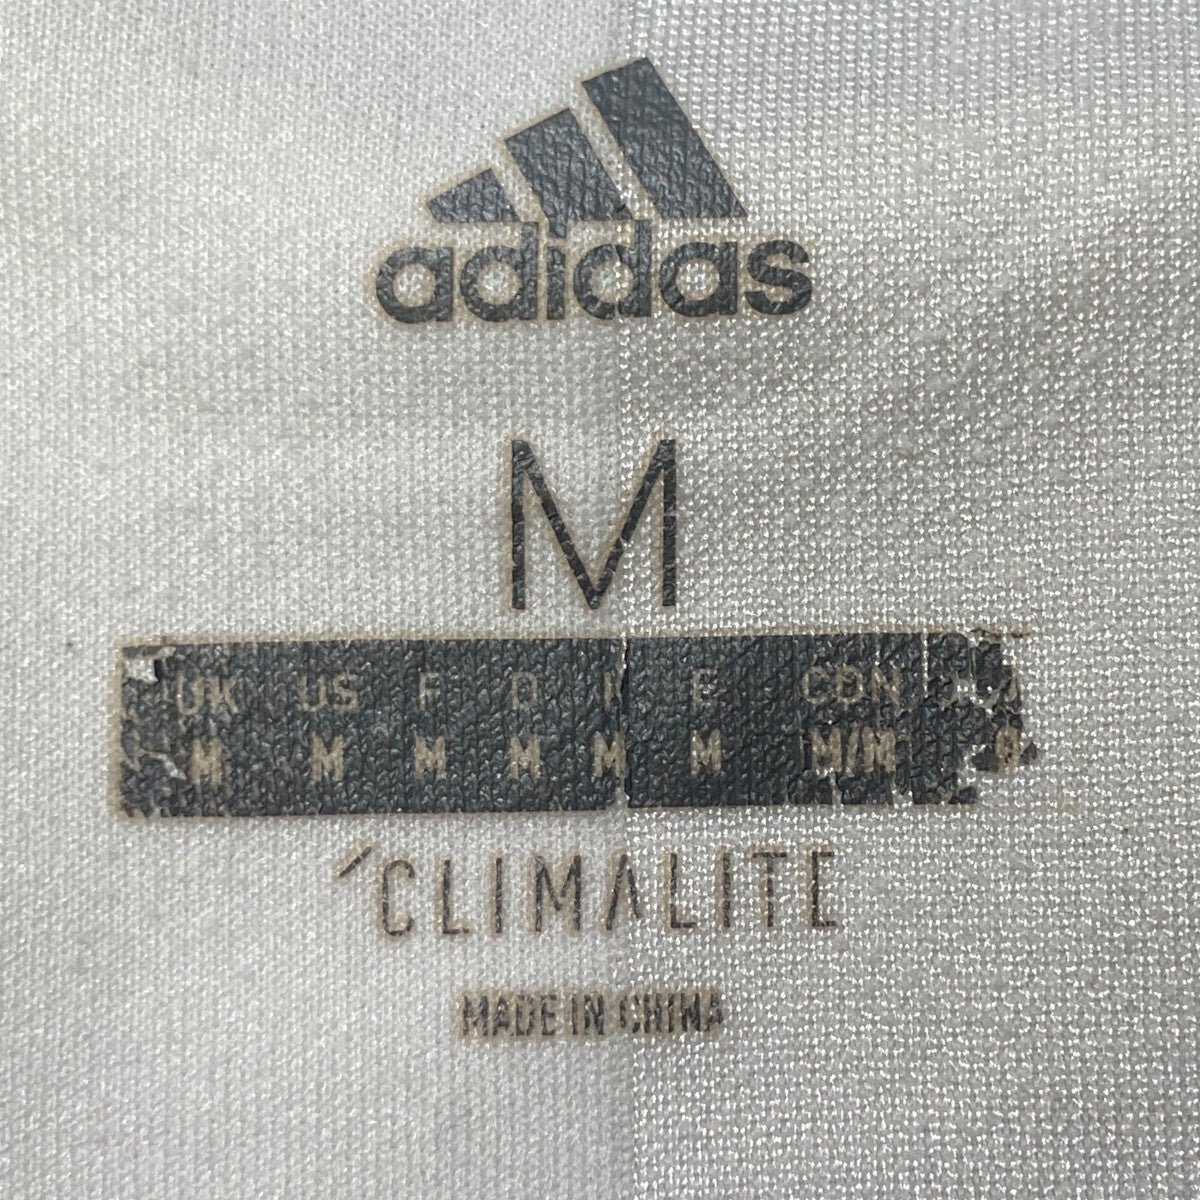 adidas
M
UK US F D I E CDN
M M M M M M M/M
CLIMALITE
MADE IN CHINA